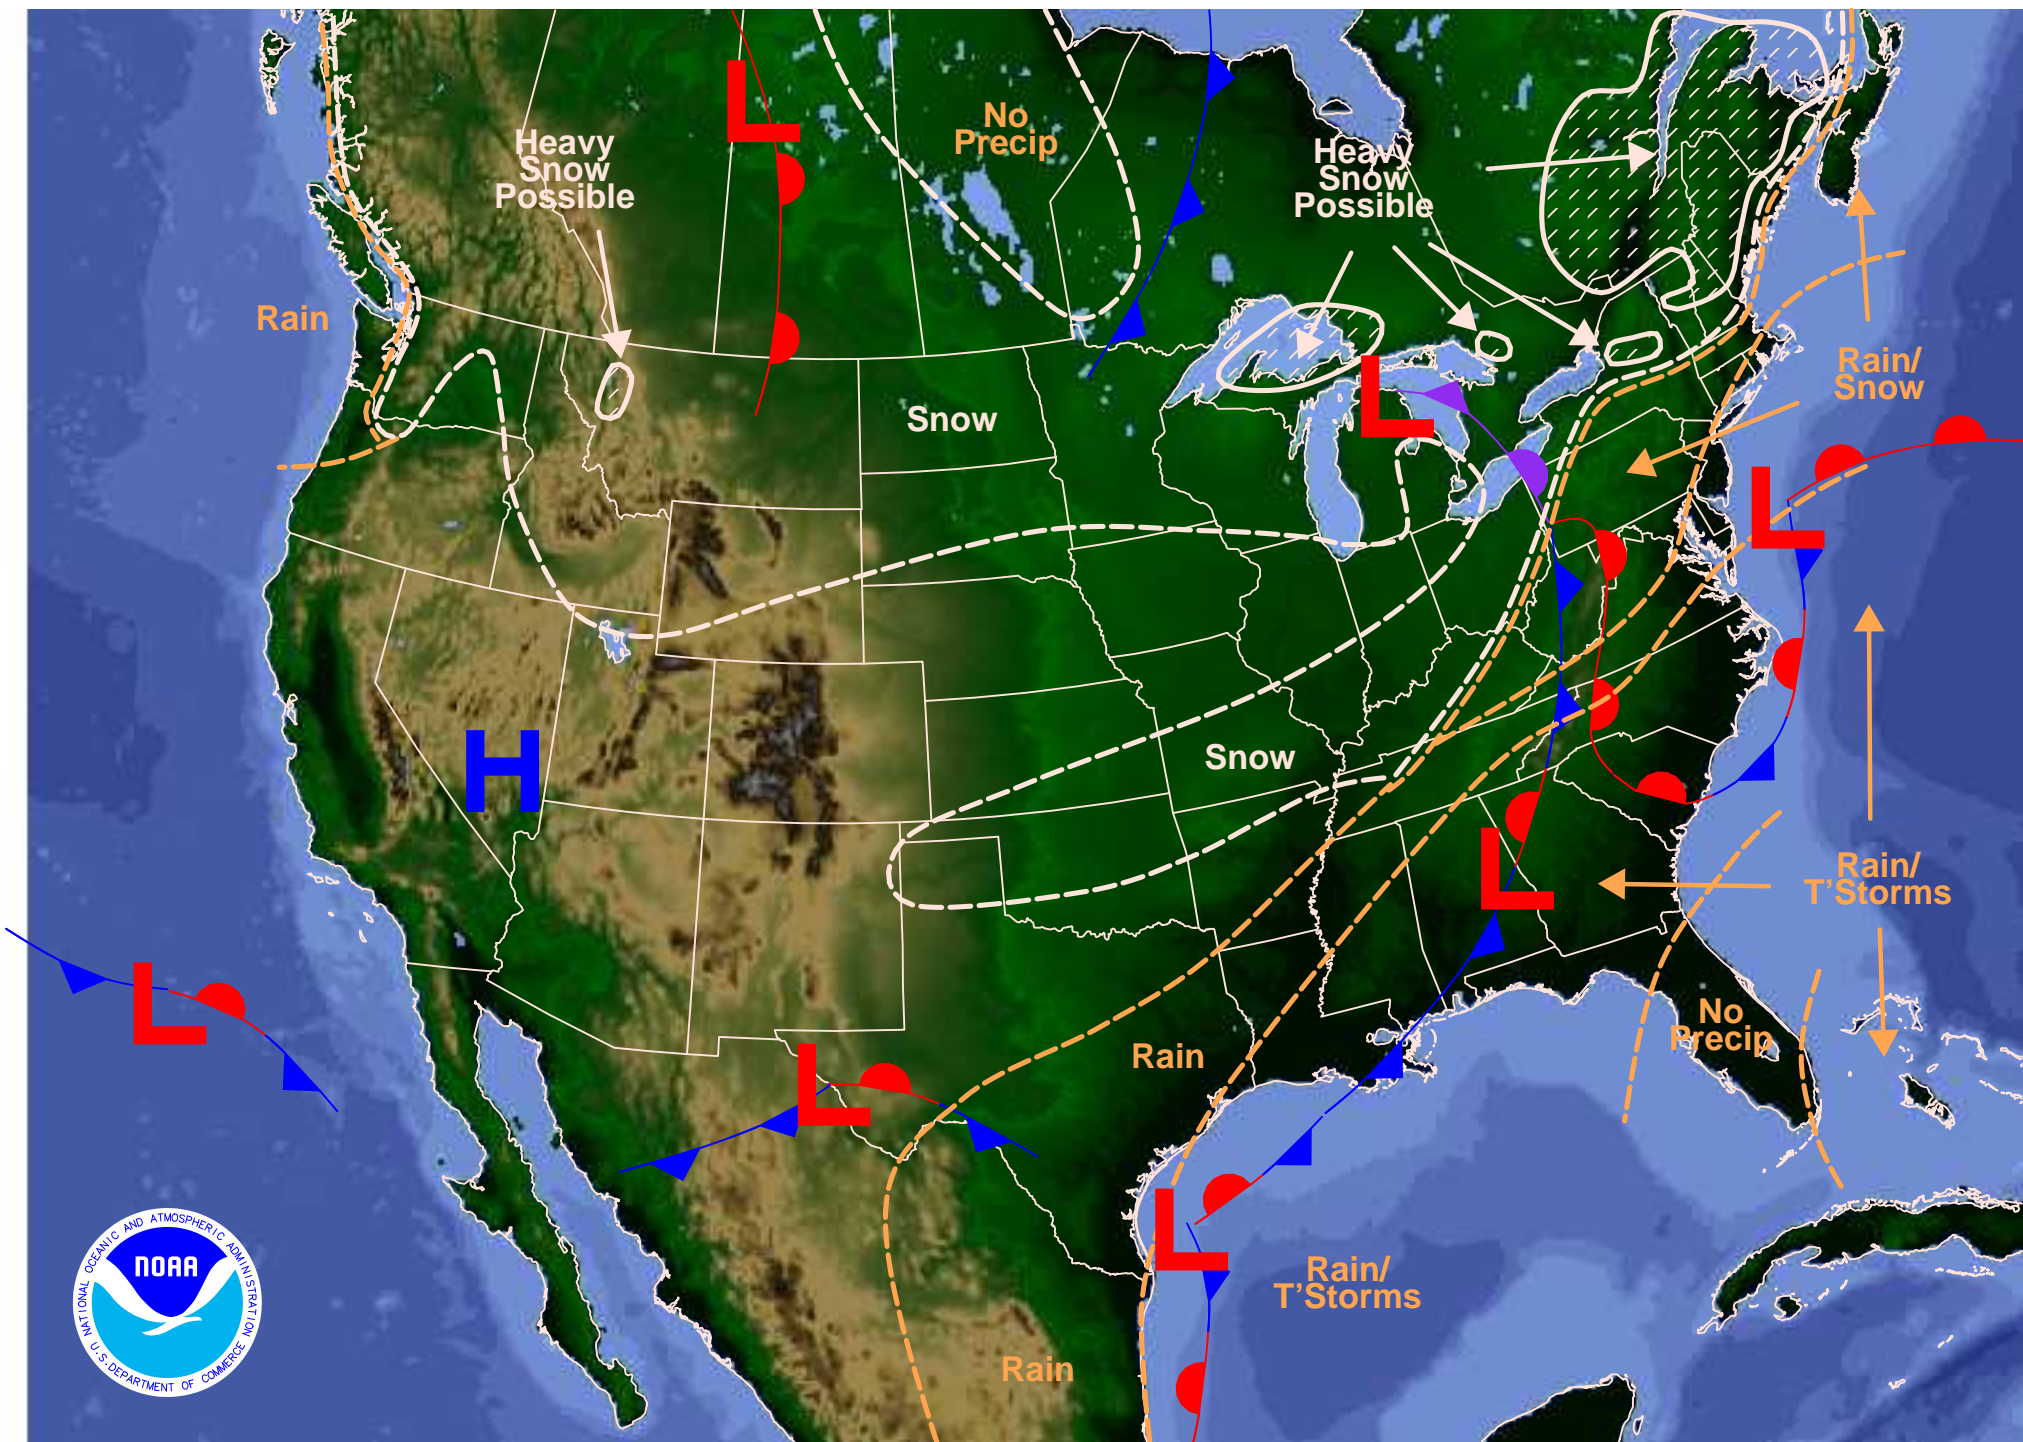 No
Precip
Heavy
Snow
Possible
Heavy
Snow
Possible
L
Rain
Rain/
Snow
Snow
L
L
H
Snow
L
Rain/
T'Storms
L
No
Precip
Rain
L
L
Rain/
T'Storms
Rain
NATIONAL OCEANIC AND ATMOSPHERIC ADMINISTRATION
NOAA
U.S. DEPARTMENT OF COMMERCE